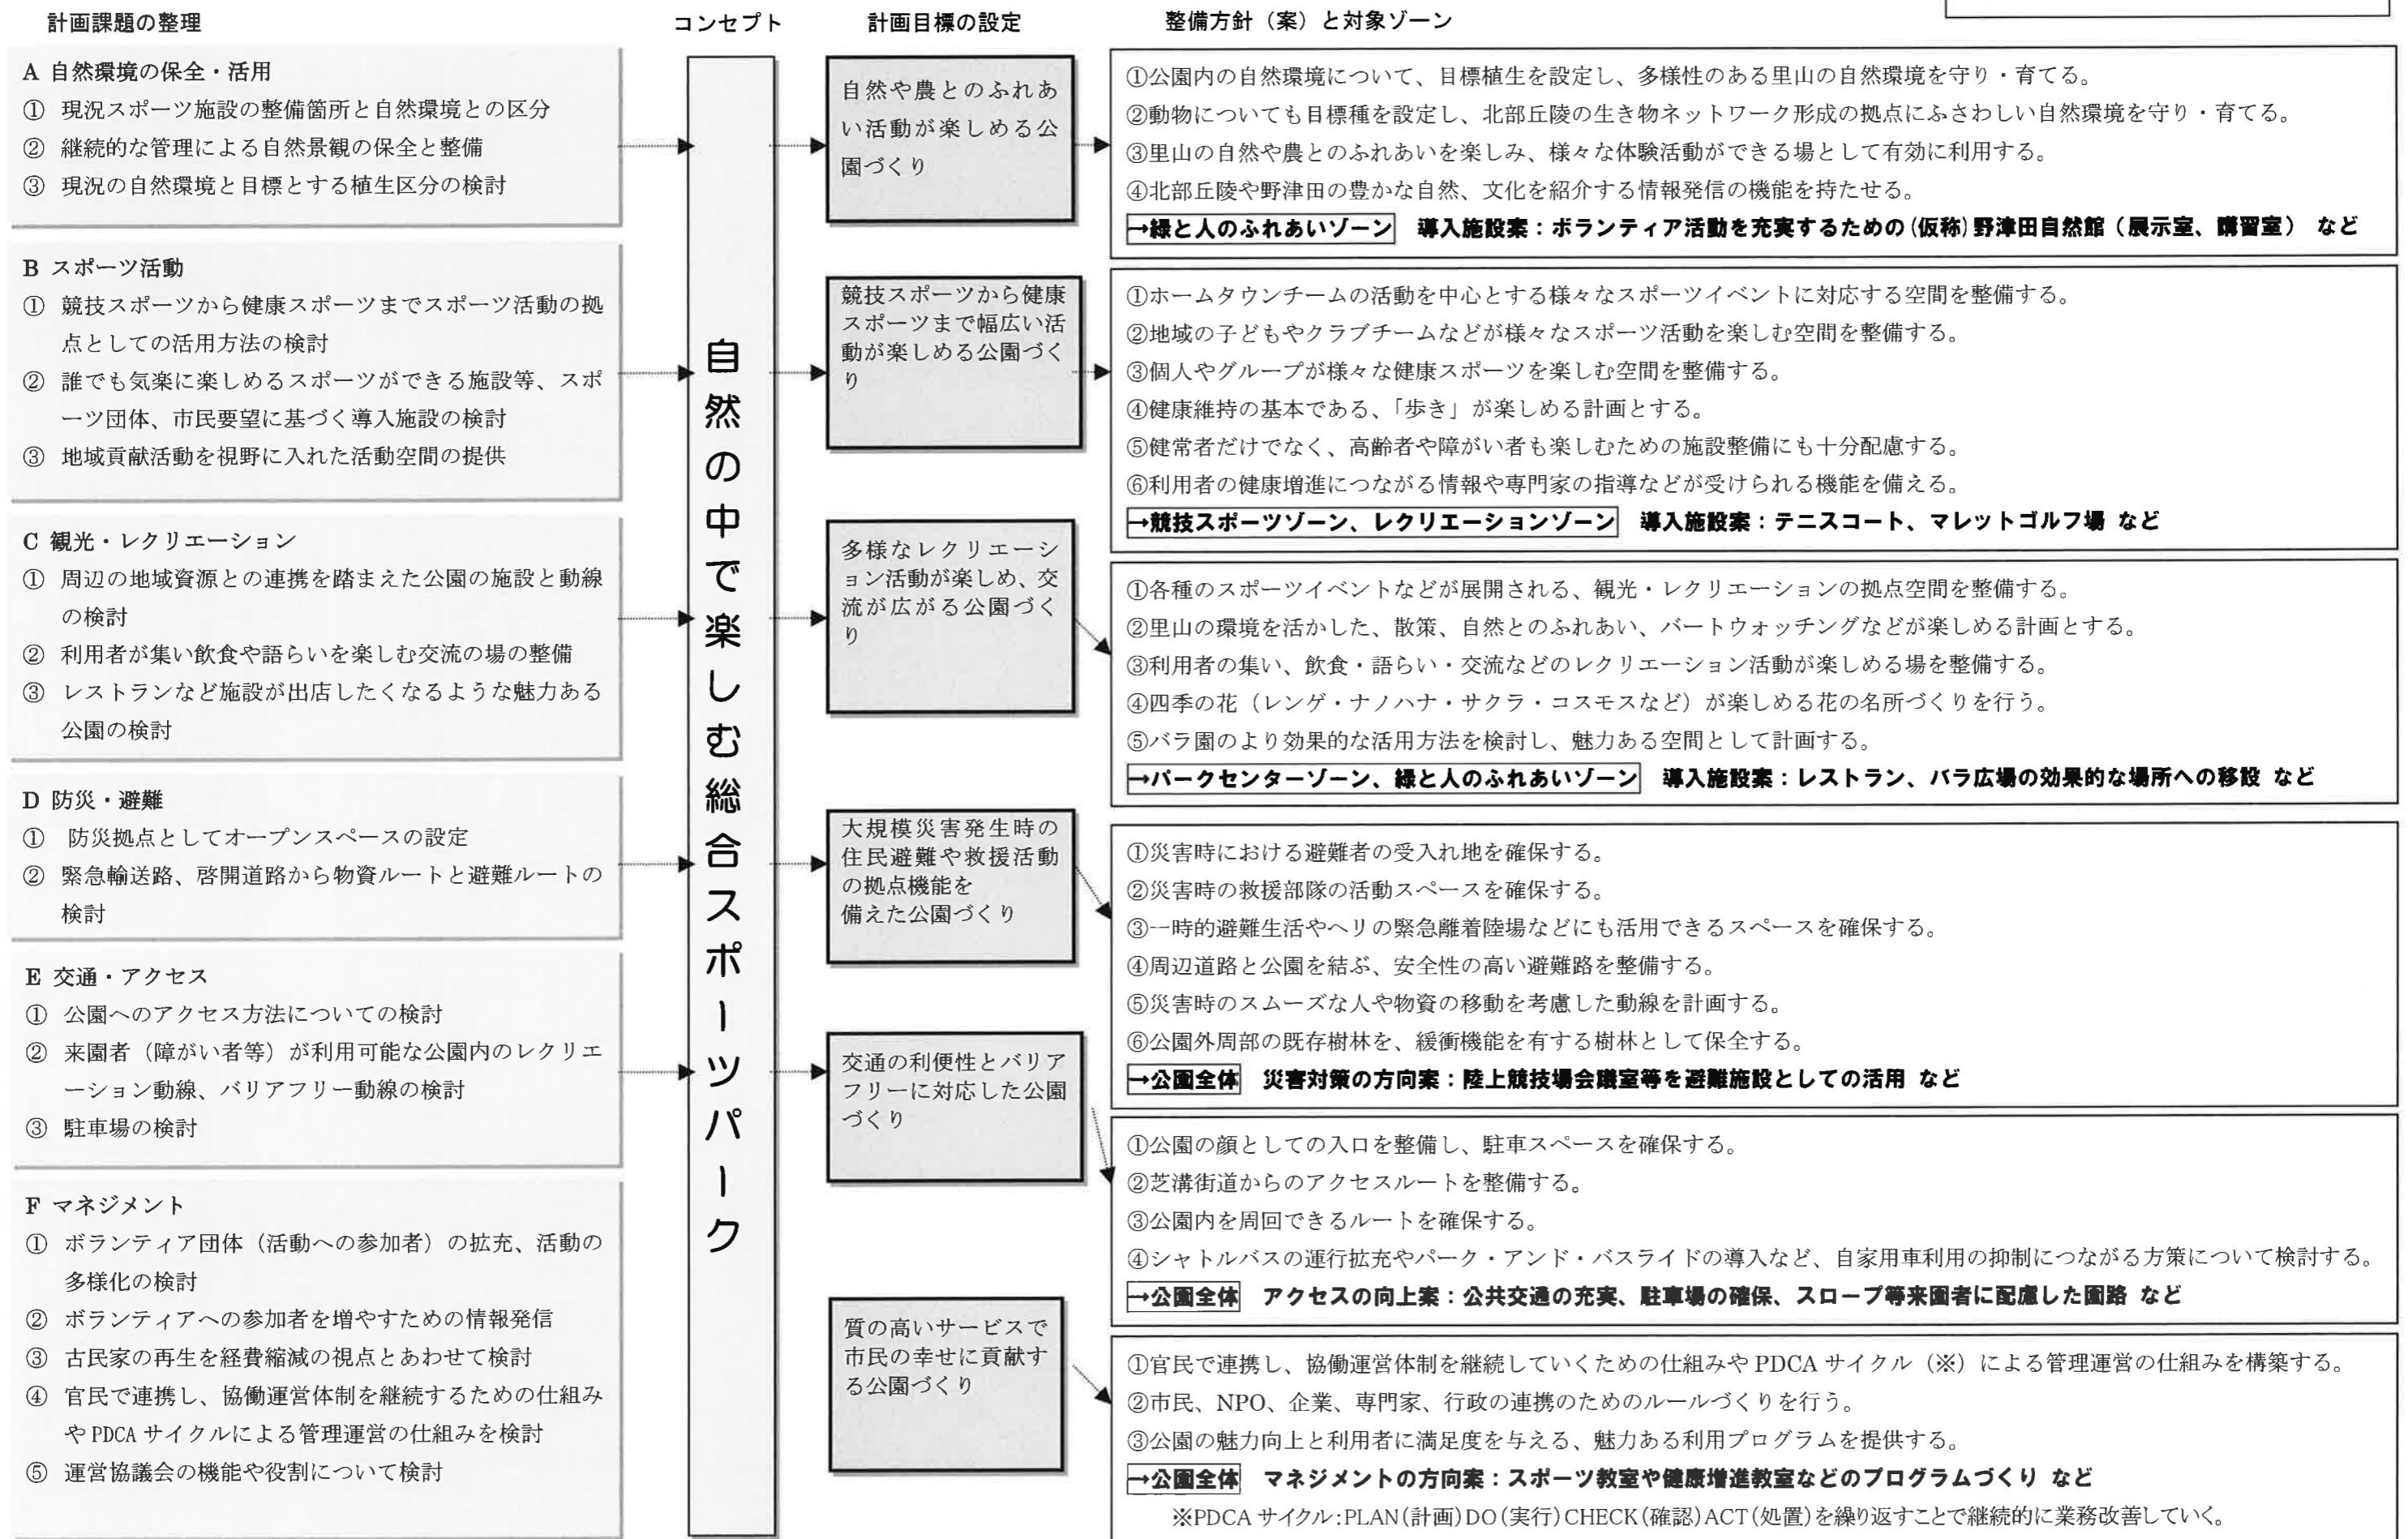 計画課題の整理
コンセプト
計画目標の設定
整備方針（案）と対象ゾーン
A 自然環境の保全・活用
① 現況スポーツ施設の整備箇所と自然環境との区分
② 継続的な管理による自然景観の保全と整備
③ 現況の自然環境と目標とする植生区分の検討
B スポーツ活動
① 競技スポーツから健康スポーツまでスポーツ活動の拠
点としての活用方法の検討
② 誰でも気楽に楽しめるスポーツができる施設等、スポ
ーツ団体、市民要望に基づく導入施設の検討
③ 地域貢献活動を視野に入れた活動空間の提供
C 観光・レクリエーション
① 周辺の地域資源との連携を踏まえた公園の施設と動線
の検討
② 利用者が集い飲食や語らいを楽しむ交流の場の整備
③ レストランなど施設が出店したくなるような魅力ある
公園の検討
D 防災・避難
① 防災拠点としてオープンスペースの設定
② 緊急輸送路、啓開道路から物資ルートと避難ルートの
検討
E 交通・アクセス
① 公園へのアクセス方法についての検討
② 来園者（障がい者等）が利用可能な公園内のレクリエ
ーション動線、バリアフリー動線の検討
③ 駐車場の検討
F マネジメント
① ボランティア団体（活動への参加者）の拡充、活動の
多様化の検討
② ボランティアへの参加者を増やすための情報発信
③ 古民家の再生を経費縮減の視点とあわせて検討
④ 官民で連携し、協働運営体制を継続するための仕組み
や PDCA サイクルによる管理運営の仕組みを検討
⑤ 運営協議会の機能や役割について検討
自然の中で楽しむ総合スポーツパーク
自然や農とのふれあ
い活動が楽しめる公
園づくり
競技スポーツから健康
スポーツまで幅広い活
動が楽しめる公園づく
り
多様なレクリエーシ
ョン活動が楽しめ、交
流が広がる公園づく
り
大規模災害発生時の
住民避難や救援活動
の拠点機能を
備えた公園づくり
交通の利便性とバリア
フリーに対応した公園
づくり
質の高いサービスで
市民の幸せに貢献す
る公園づくり
①公園内の自然環境について、目標植生を設定し、多様性のある里山の自然環境を守り・育てる。
②動物についても目標種を設定し、北部丘陵の生き物ネットワーク形成の拠点にふさわしい自然環境を守り・育てる。
③里山の自然や農とのふれあいを楽しみ、様々な体験活動ができる場として有効に利用する。
④北部丘陵や野津田の豊かな自然、文化を紹介する情報発信の機能を持たせる。
→緑と人のふれあいゾーン 導入施設案：ボランティア活動を充実するための(仮称)野津田自然館（展示室、講習室） など
①ホームタウンチームの活動を中心とする様々なスポーツイベントに対応する空間を整備する。
②地域の子どもやクラブチームなどが様々なスポーツ活動を楽しむ空間を整備する。
③個人やグループが様々な健康スポーツを楽しむ空間を整備する。
④健康維持の基本である、「歩き」が楽しめる計画とする。
⑤健常者だけでなく、高齢者や障がい者も楽しむための施設整備にも十分配慮する。
⑥利用者の健康増進につながる情報や専門家の指導などが受けられる機能を備える。
→競技スポーツゾーン、レクリエーションゾーン 導入施設案：テニスコート、マレットゴルフ場 など
①各種のスポーツイベントなどが展開される、観光・レクリエーションの拠点空間を整備する。
②里山の環境を活かした、散策、自然とのふれあい、バートウォッチングなどが楽しめる計画とする。
③利用者の集い、飲食・語らい・交流などのレクリエーション活動が楽しめる場を整備する。
④四季の花（レンゲ・ナノハナ・サクラ・コスモスなど）が楽しめる花の名所づくりを行う。
⑤バラ園のより効果的な活用方法を検討し、魅力ある空間として計画する。
→パークセンターゾーン、緑と人のふれあいゾーン 導入施設案：レストラン、バラ広場の効果的な場所への移設 など
①災害時における避難者の受入れ地を確保する。
②災害時の救援部隊の活動スペースを確保する。
③一時的避難生活やヘリの緊急離着陸場などにも活用できるスペースを確保する。
④周辺道路と公園を結ぶ、安全性の高い避難路を整備する。
⑤災害時のスムーズな人や物資の移動を考慮した動線を計画する。
⑥公園外周部の既存樹林を、緩衝機能を有する樹林として保全する。
→公園全体 災害対策の方向案：陸上競技場会議室等を避難施設としての活用 など
①公園の顔としての入口を整備し、駐車スペースを確保する。
②芝溝街道からのアクセスルートを整備する。
③公園内を周回できるルートを確保する。
④シャトルバスの運行拡充やパーク・アンド・バスライドの導入など、自家用車利用の抑制につながる方策について検討する。
→公園全体 アクセスの向上案：公共交通の充実、駐車場の確保、スロープ等来園者に配慮した園路 など
①官民で連携し、協働運営体制を継続していくための仕組みや PDCA サイクル（※）による管理運営の仕組みを構築する。
②市民、NPO、企業、専門家、行政の連携のためのルールづくりを行う。
③公園の魅力向上と利用者に満足度を与える、魅力ある利用プログラムを提供する。
→公園全体 マネジメントの方向案：スポーツ教室や健康増進教室などのプログラムづくり など
※PDCA サイクル:PLAN(計画)DO(実行)CHECK(確認)ACT(処置)を繰り返すことで継続的に業務改善していく。